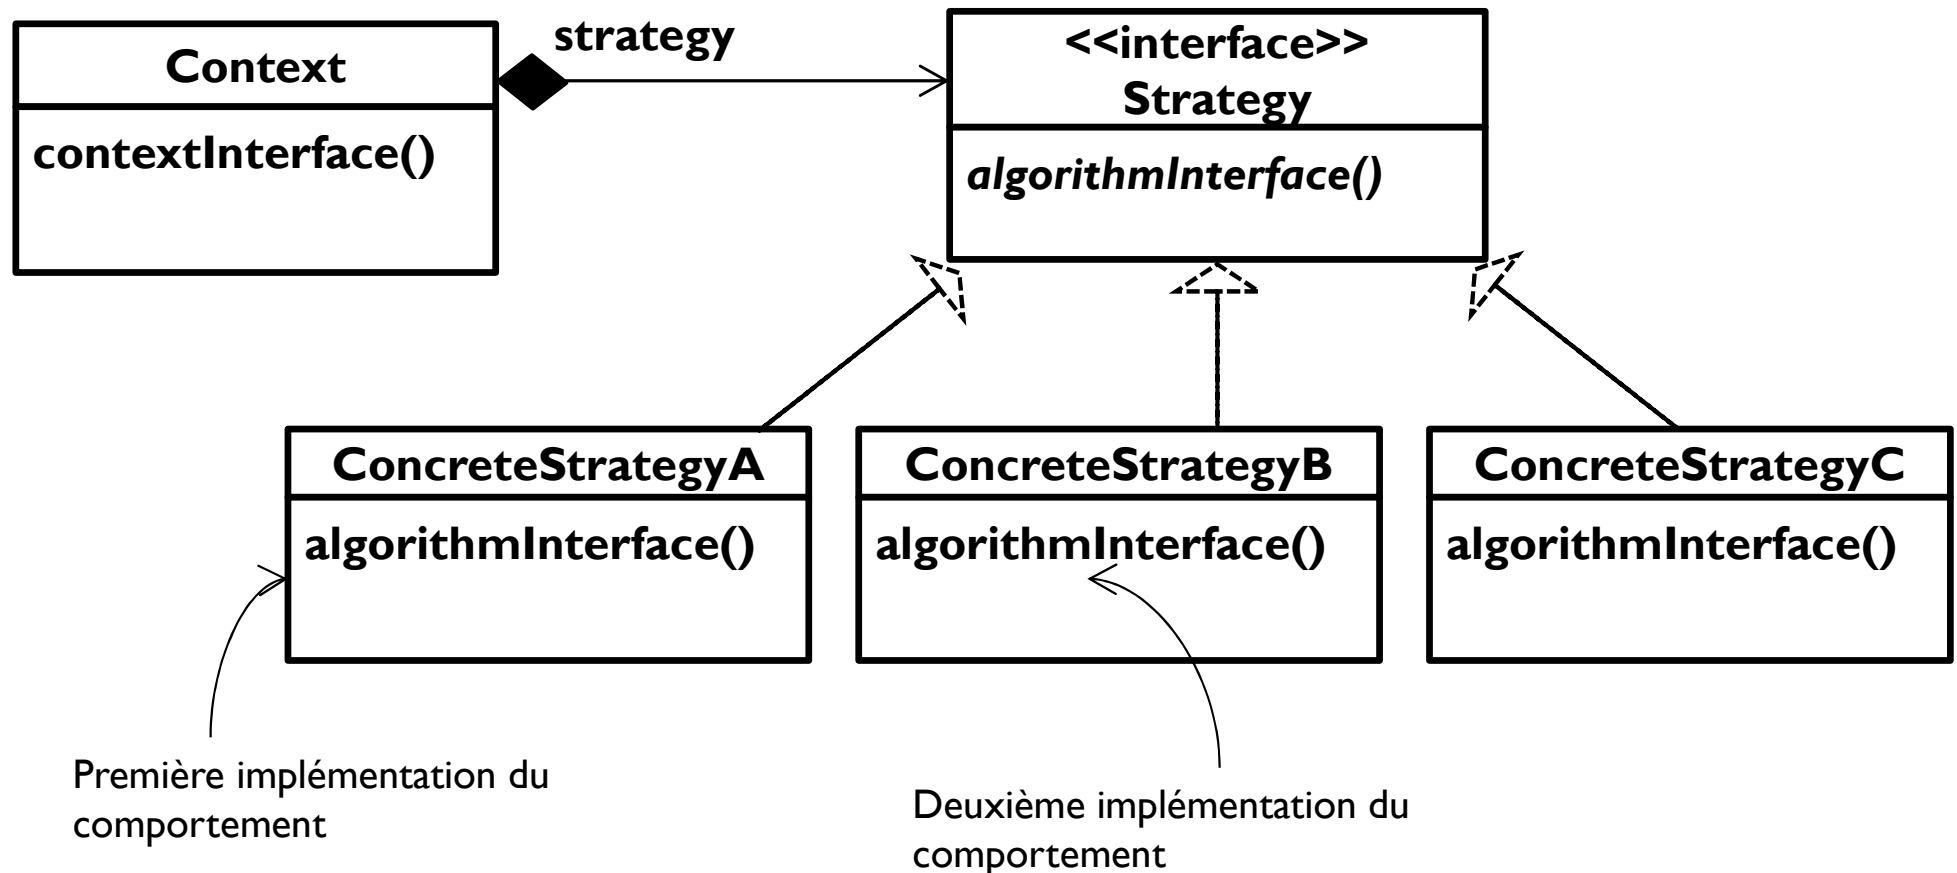 Context
contextInterface()
strategy
<<interface>>
Strategy
algorithmInterface()
ConcreteStrategyA
algorithmInterface()
ConcreteStrategyB
algorithmInterface()
ConcreteStrategyC
algorithmInterface()
Première implémentation du
comportement
Deuxième implémentation du
comportement